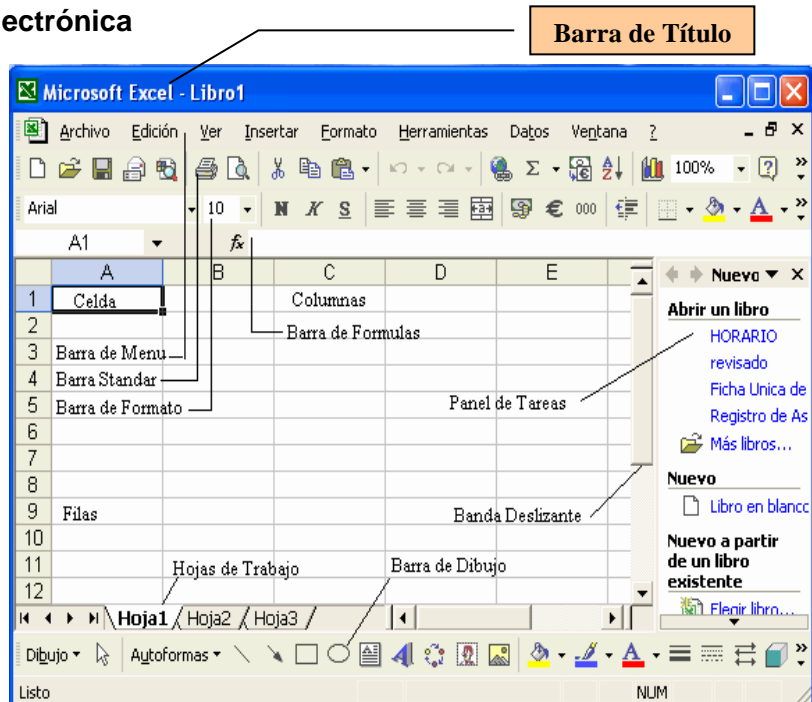 ectrónica
Barra de Título
Microsoft Excel - Libro1
Archivo Edición Ver Insertar Formato Herramientas Datos Ventana ?
Σ 100% ?
Arial 10 N K S € 000 A
A1 fx
A B C D E
Nuevo
1 Celda Columnas
Abrir un libro
2
HORARIO
Barra de Formulas
3 Barra de Menu
revisado
4 Barra Standar
Ficha Unica de
5 Barra de Formato Panel de Tareas
Registro de As
6
Más libros...
7
8
Nuevo
9 Filas Banda Deslizante
Libro en blanco
10
Nuevo a partir
11 Hojas de Trabajo Barra de Dibujo
de un libro
existente
12
Elegir libro...
Hoja1 Hoja2 Hoja3
Dibujo Autoformas A A
Listo NUM